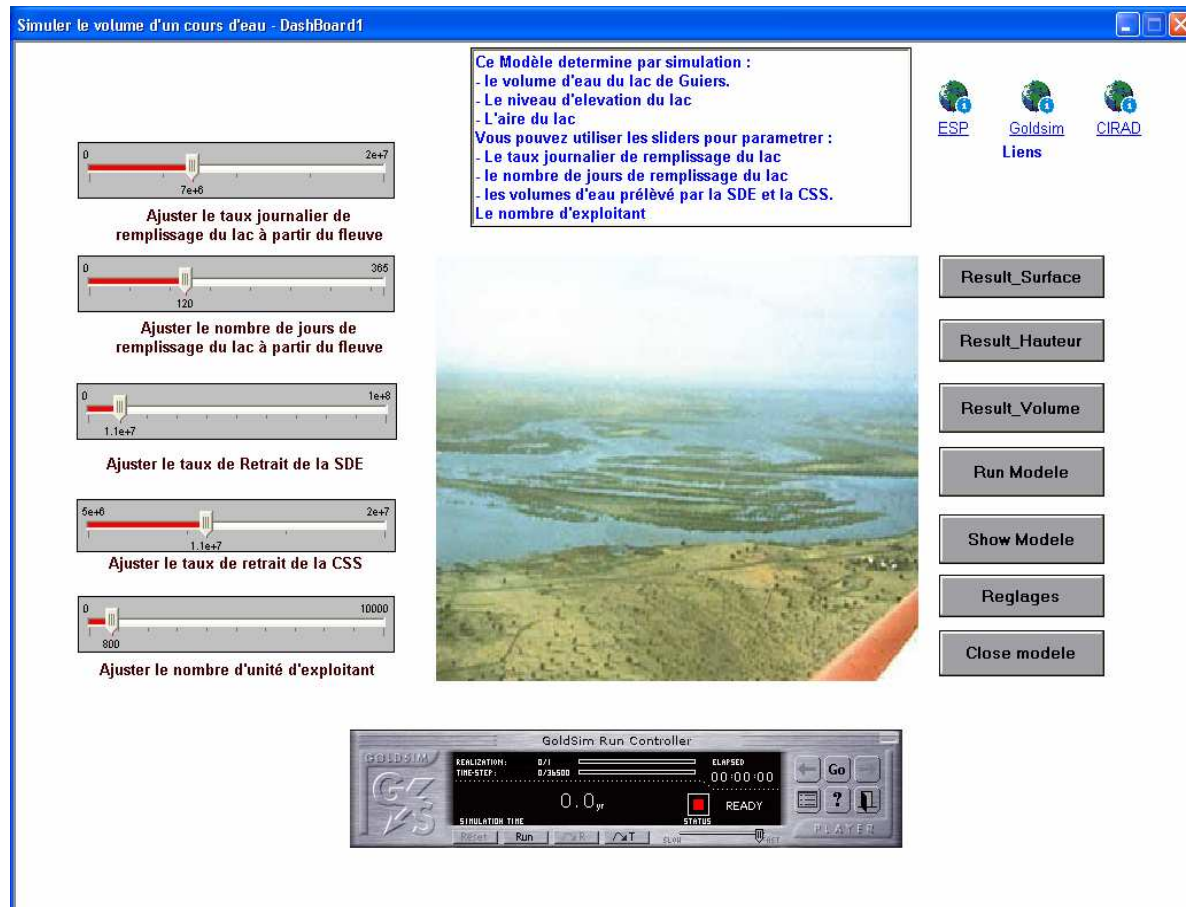 Simuler le volume d'un cours d'eau - DashBoard1
Ce Modèle determine par simulation :
- le volume d'eau du lac de Guiers.
- Le niveau d'elevation du lac
- L'aire du lac
Vous pouvez utiliser les sliders pour parametrer :
- Le taux journalier de remplissage du lac
- le nombre de jours de remplissage du lac
- les volumes d'eau prélèvé par la SDE et la CSS.
Le nombre d'exploitant
ESP
Goldsim
CIRAD
Liens
0
2e+7
7e+6
Ajuster le taux journalier de
remplissage du lac à partir du fleuve
0
365
120
Ajuster le nombre de jours de
remplissage du lac à partir du fleuve
0
1e+8
1.1e+7
Ajuster le taux de Retrait de la SDE
5e+6
2e+7
1.1e+7
Ajuster le taux de retrait de la CSS
0
10000
800
Ajuster le nombre d'unité d'exploitant
Result_Surface
Result_Hauteur
Result_Volume
Run Modele
Show Modele
Reglages
Close modele
GoldSim Run Controller
GOLDSIM
GS
REALIZATION: 0/1
TIME-STEP: 0/36500
ELAPSED
00:00:00
0.0yr
READY
SIMULATION TIME
STATUS
Reset
Run
R
T
SLOW
Go
?
PLAYER